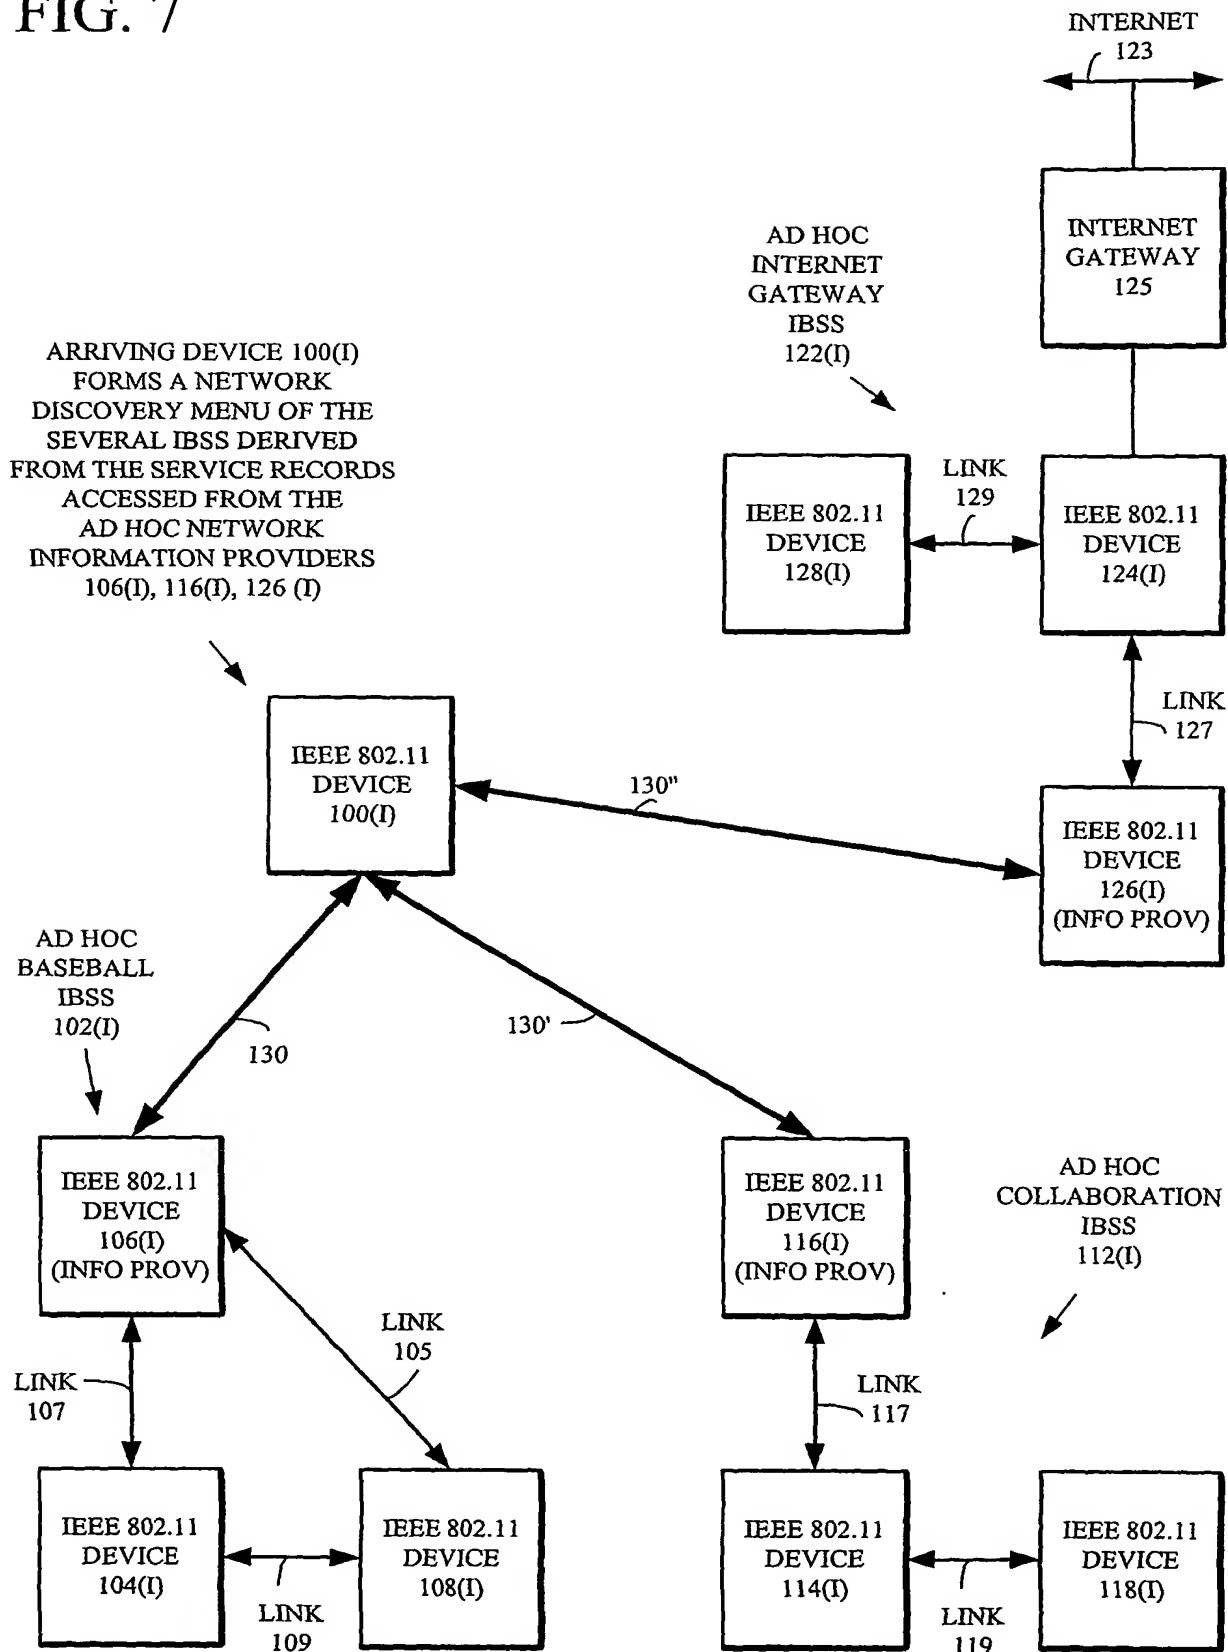 FIG. 7
INTERNET
123
INTERNET
GATEWAY
125
AD HOC
INTERNET
GATEWAY
IBSS
122(I)
ARRIVING DEVICE 100(I)
FORMS A NETWORK
DISCOVERY MENU OF THE
SEVERAL IBSS DERIVED
FROM THE SERVICE RECORDS
ACCESSED FROM THE
AD HOC NETWORK
INFORMATION PROVIDERS
106(I), 116(I), 126 (I)
IEEE 802.11
DEVICE
128(I)
LINK
129
IEEE 802.11
DEVICE
124(I)
LINK
127
IEEE 802.11
DEVICE
100(I)
130"
IEEE 802.11
DEVICE
126(I)
(INFO PROV)
AD HOC
BASEBALL
IBSS
102(I)
130
130'
IEEE 802.11
DEVICE
106(I)
(INFO PROV)
IEEE 802.11
DEVICE
116(I)
(INFO PROV)
AD HOC
COLLABORATION
IBSS
112(I)
LINK
105
LINK
107
LINK
117
IEEE 802.11
DEVICE
104(I)
LINK
109
IEEE 802.11
DEVICE
108(I)
IEEE 802.11
DEVICE
114(I)
LINK
119
IEEE 802.11
DEVICE
118(I)